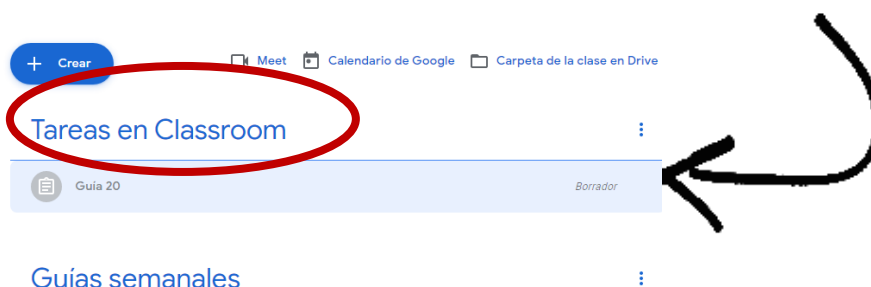 + Crear Meet Calendario de Google Carpeta de la clase en Drive
Tareas en Classroom
Guia 20 Borrador
Guías semanales